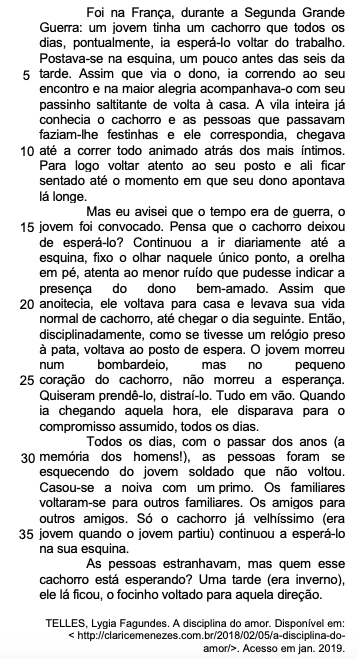 Foi na França, durante a Segunda Grande
Guerra: um jovem tinha um cachorro que todos os
dias, pontualmente, ia esperá-lo voltar do trabalho.
Postava-se na esquina, um pouco antes das seis da
5 tarde. Assim que via o dono, ia correndo ao seu
encontro e na maior alegria acompanhava-o com seu
passinho saltitante de volta à casa. A vila inteira já
conhecia o cachorro e as pessoas que passavam
faziam-lhe festinhas e ele correspondia, chegava
10 até a correr todo animado atrás dos mais íntimos.
Para logo voltar atento ao seu posto e ali ficar
sentado até o momento em que seu dono apontava
lá longe.
Mas eu avisei que o tempo era de guerra, o
15 jovem foi convocado. Pensa que o cachorro deixou
de esperá-lo? Continuou a ir diariamente até a
esquina, fixo o olhar naquele único ponto, a orelha
em pé, atenta ao menor ruído que pudesse indicar a
presença do dono bem-amado. Assim que
20 anoitecia, ele voltava para casa e levava sua vida
normal de cachorro, até chegar o dia seguinte. Então,
disciplinadamente, como se tivesse um relógio preso
à pata, voltava ao posto de espera. O jovem morreu
num bombardeio, mas no pequeno
25 coração do cachorro, não morreu a esperança.
Quiseram prendê-lo, distraí-lo. Tudo em vão. Quando
ia chegando aquela hora, ele disparava para o
compromisso assumido, todos os dias.
Todos os dias, com o passar dos anos (a
30 memória dos homens!), as pessoas foram se
esquecendo do jovem soldado que não voltou.
Casou-se a noiva com um primo. Os familiares
voltaram-se para outros familiares. Os amigos para
outros amigos. Só o cachorro já velhíssimo (era
35 jovem quando o jovem partiu) continuou a esperá-lo
na sua esquina.
As pessoas estranhavam, mas quem esse
cachorro está esperando? Uma tarde (era inverno),
ele lá ficou, o focinho voltado para aquela direção.
TELLES, Lygia Fagundes. A disciplina do amor. Disponível em:
< http://claricemenezes.com.br/2018/02/05/a-disciplina-do-
amor/>. Acesso em jan. 2019.